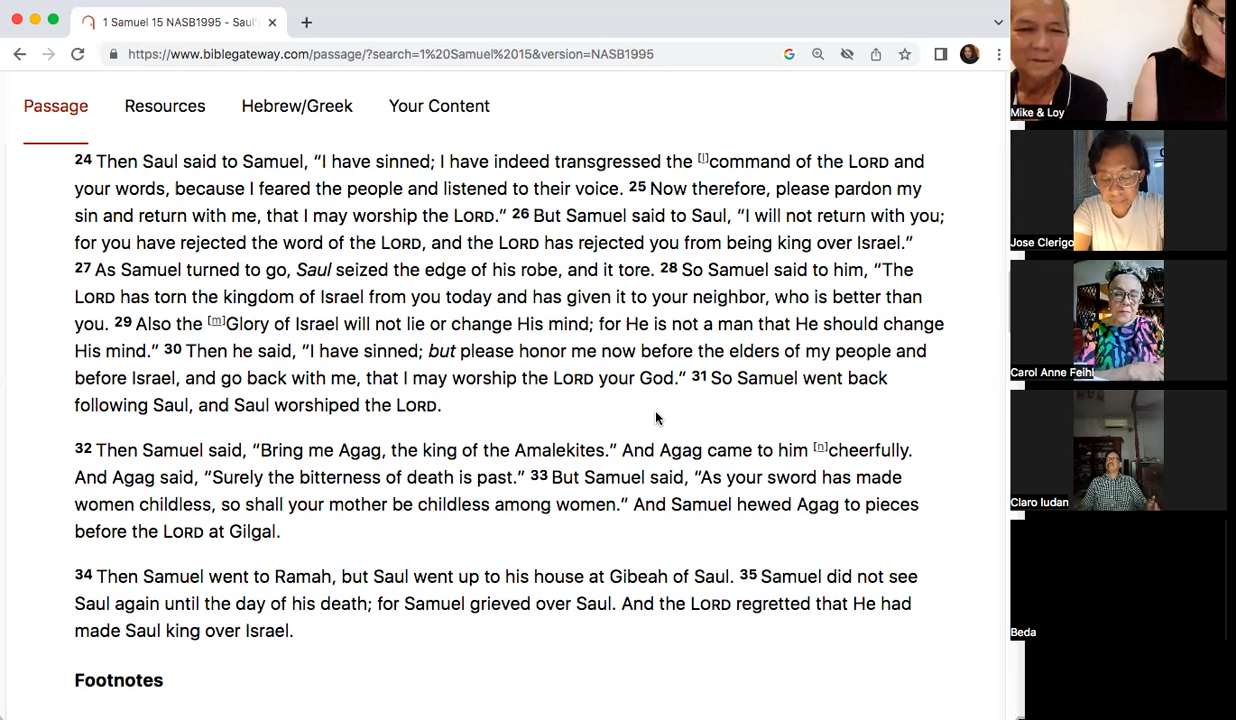 1 Samuel 15 NASB1995 - Saul'
https://www.biblegateway.com/passage/?search=1%20Samuel%2015&version=NASB1995
Passage Resources Hebrew/Greek Your Content
24 Then Saul said to Samuel, “I have sinned; I have indeed transgressed the [l]command of the LORD and
your words, because I feared the people and listened to their voice. 25 Now therefore, please pardon my
sin and return with me, that I may worship the LORD.” 26 But Samuel said to Saul, “I will not return with you;
for you have rejected the word of the LORD, and the LORD has rejected you from being king over Israel.”
27 As Samuel turned to go, Saul seized the edge of his robe, and it tore. 28 So Samuel said to him, “The
LORD has torn the kingdom of Israel from you today and has given it to your neighbor, who is better than
you. 29 Also the [m]Glory of Israel will not lie or change His mind; for He is not a man that He should change
His mind.” 30 Then he said, “I have sinned; but please honor me now before the elders of my people and
before Israel, and go back with me, that I may worship the LORD your God.” 31 So Samuel went back
following Saul, and Saul worshiped the LORD.
32 Then Samuel said, “Bring me Agag, the king of the Amalekites.” And Agag came to him [n]cheerfully.
And Agag said, “Surely the bitterness of death is past.” 33 But Samuel said, “As your sword has made
women childless, so shall your mother be childless among women.” And Samuel hewed Agag to pieces
before the LORD at Gilgal.
34 Then Samuel went to Ramah, but Saul went up to his house at Gibeah of Saul. 35 Samuel did not see
Saul again until the day of his death; for Samuel grieved over Saul. And the LORD regretted that He had
made Saul king over Israel.
Footnotes
Mike & Loy
Jose Clerigo
Carol Anne Feihl
Claro Iudan
Beda